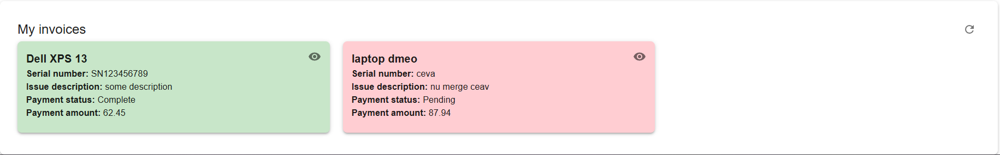 My invoices
Dell XPS 13
Serial number: SN123456789
Issue description: some description
Payment status: Complete
Payment amount: 62.45
laptop dmeo
Serial number: ceva
Issue description: nu merge ceav
Payment status: Pending
Payment amount: 87.94